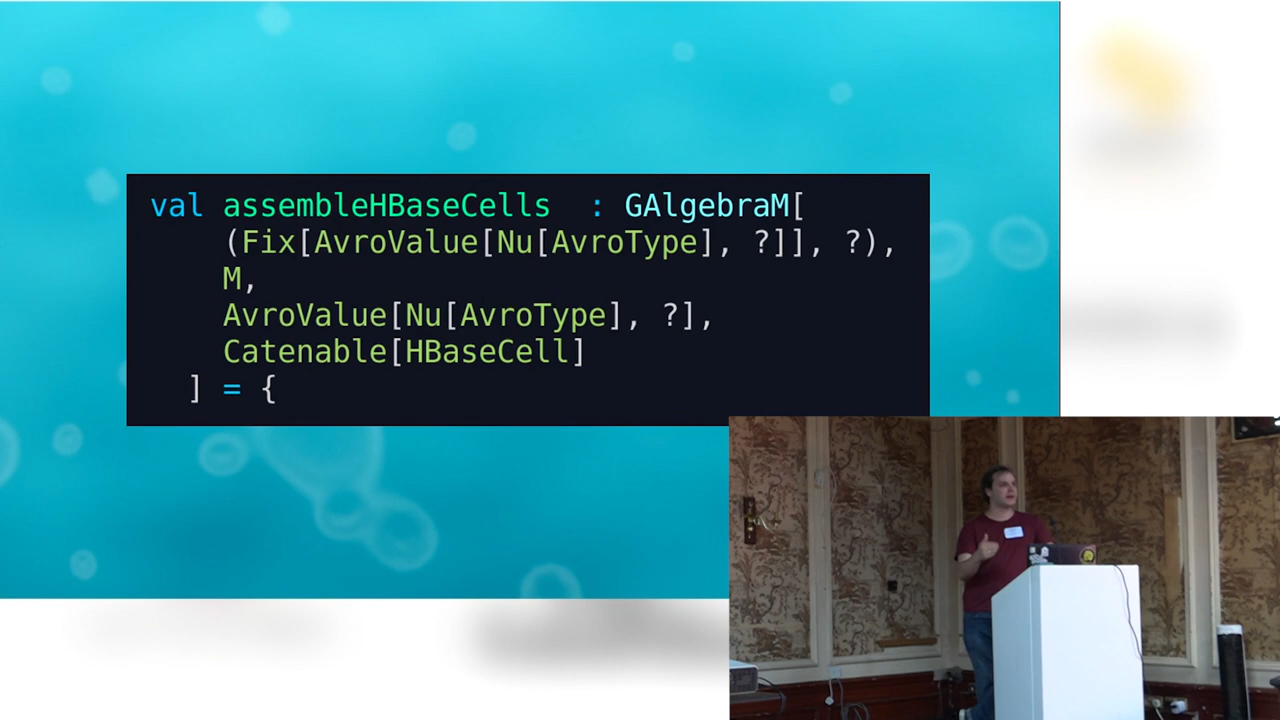 val assembleHBaseCells : GAlgebraM[
(Fix[AvroValue[Nu[AvroType], ?]], ?),
M,
AvroValue[Nu[AvroType], ?],
Catenable[HBaseCell]
] = {